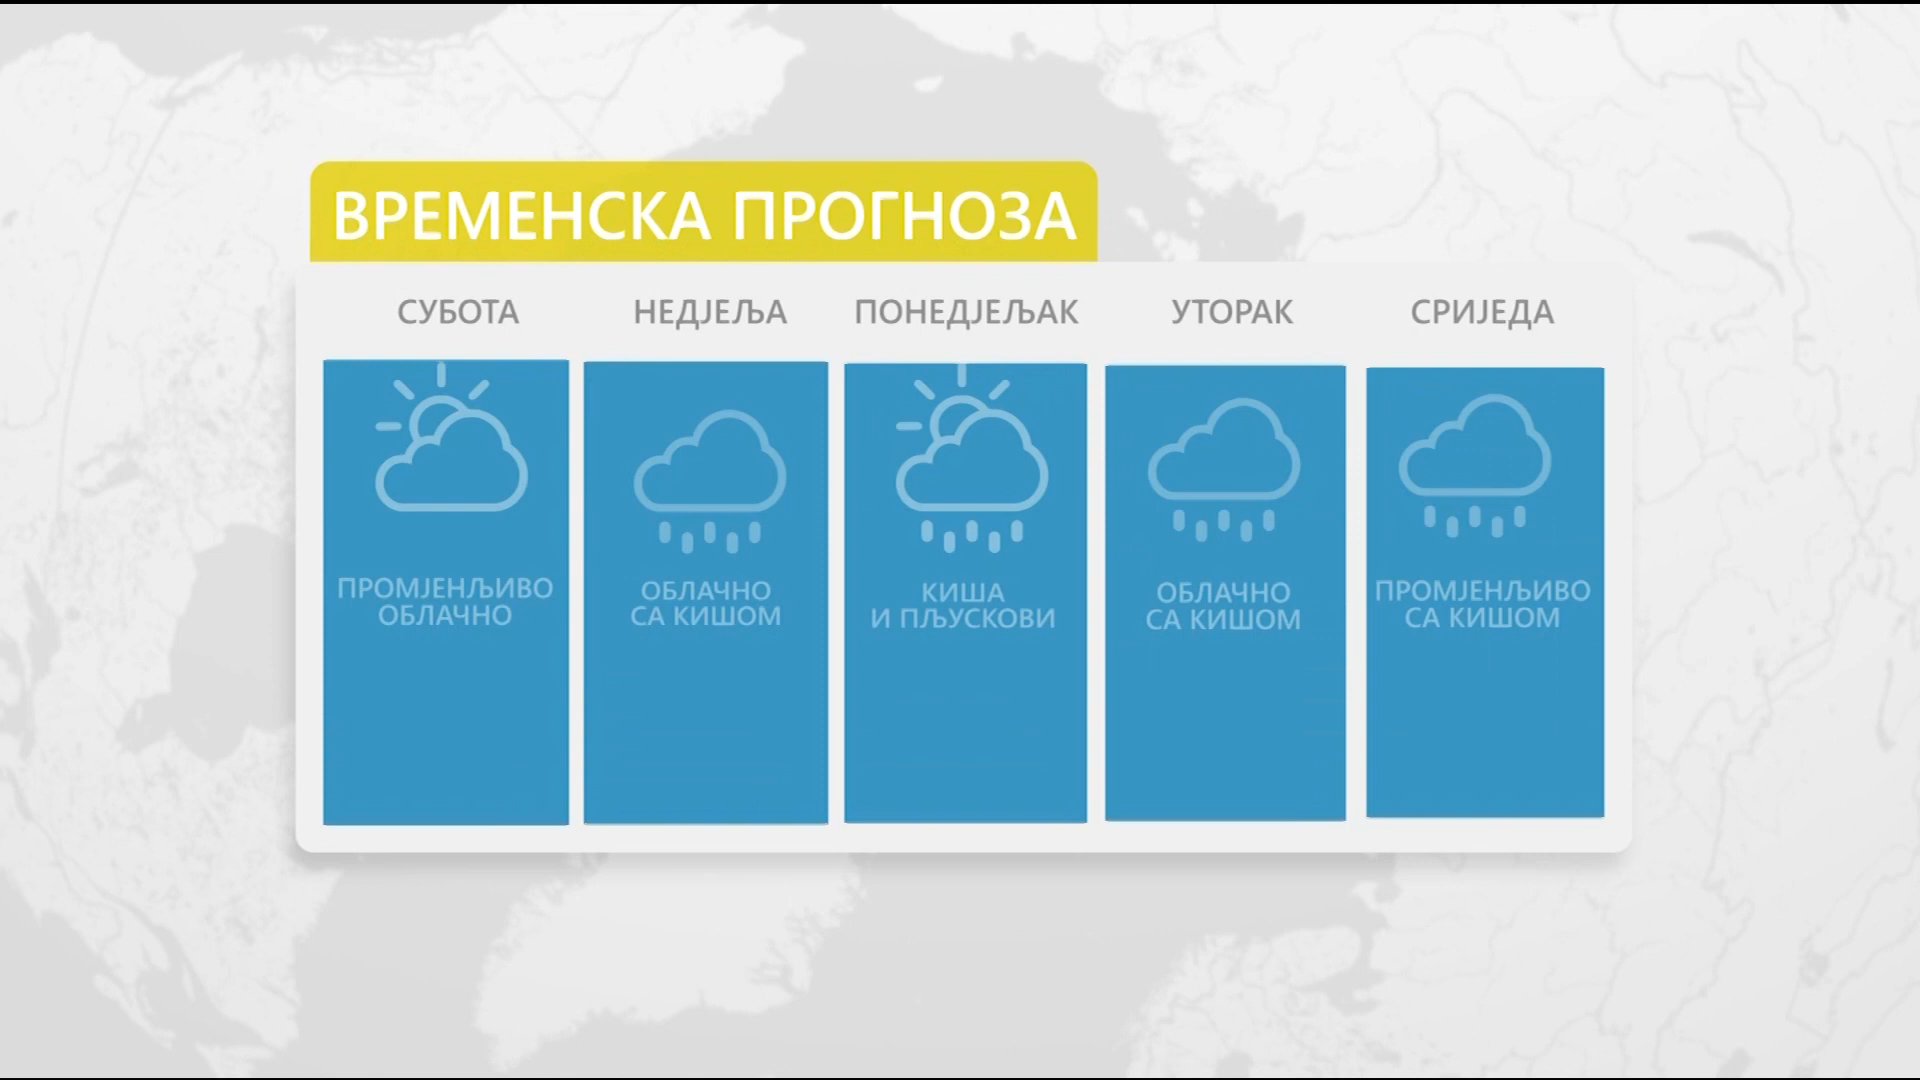 ВРЕМЕНСКА ПРОГНОЗА
СУБОТА
НЕДЈЕЉА
ПОНЕДЈЕЉАК
УТОРАК
СРИЈЕДА
ПРОМЈЕНЉИВО
ОБЛАЧНО
ОБЛАЧНО
СА КИШОМ
КИША
И ПЉУСКОВИ
ОБЛАЧНО
СА КИШОМ
ПРОМЈЕНЉИВО
СА КИШОМ